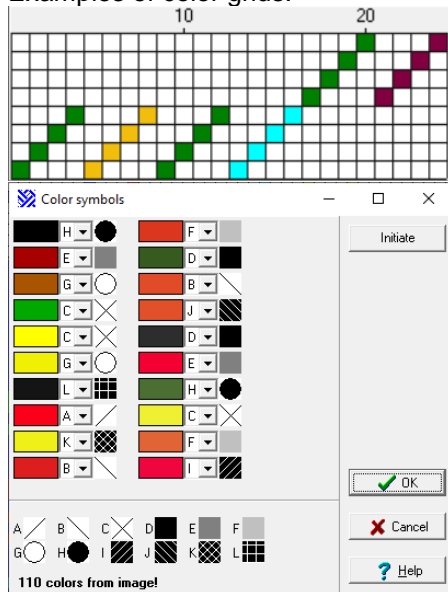 Examples of color grids:
10 20
Color symbols
H F Initiate
E D
G B
C J
C D
G E
L H
A C
K F
B I
OK
A B C D E F
Cancel
G H I J K L
110 colors from image!
Help